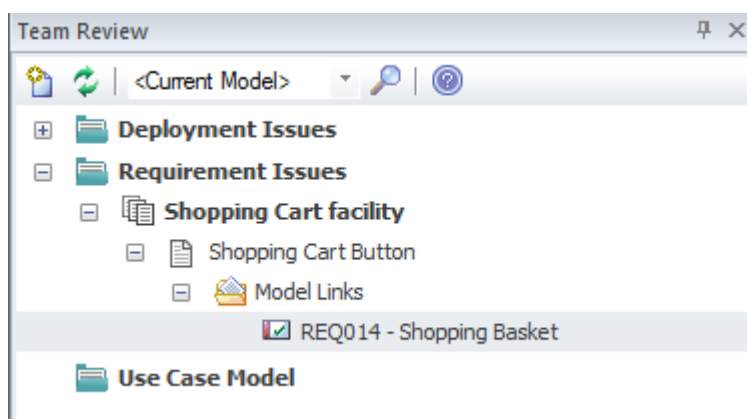 Team Review
<Current Model>
Deployment Issues
Requirement Issues
Shopping Cart facility
Shopping Cart Button
Model Links
REQ014 - Shopping Basket
Use Case Model